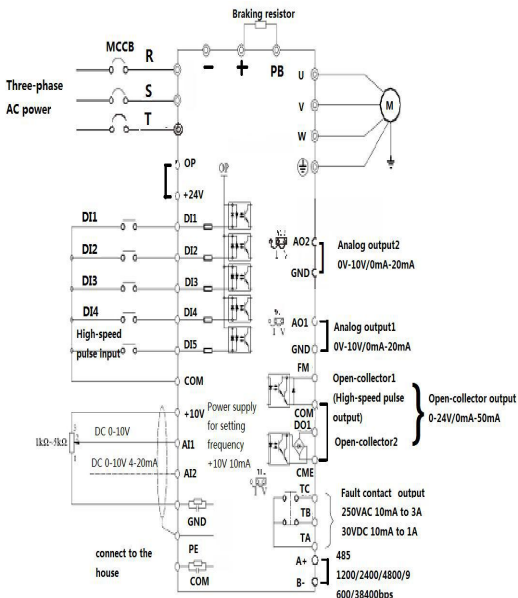 Braking resistor
MCCB
R
S
T
Three-phase
AC power
−
+
PB
U
V
W
M
OP
+24V
OP
DI1
DI2
DI3
DI4
High-speed
pulse input
DI1
DI2
DI3
DI4
DI5
COM
+10V
Power supply
for setting
frequency
+10V 10mA
1kΩ~5kΩ
DC 0-10V
AI1
DC 0-10V 4-20mA
AI2
GND
connect to the
house
PE
COM
AO2
GND
I V
Analog output2
0V-10V/0mA-20mA
AO1
GND
I V
Analog output1
0V-10V/0mA-20mA
FM
COM
DO1
CME
Open-collector1
(High-speed pulse
output)
Open-collector2
Open-collector output
0-24V/0mA-50mA
TC
TB
TA
Fault contact output
250VAC 10mA to 3A
30VDC 10mA to 1A
A+
B-
485
1200/2400/4800/9
600/38400bps